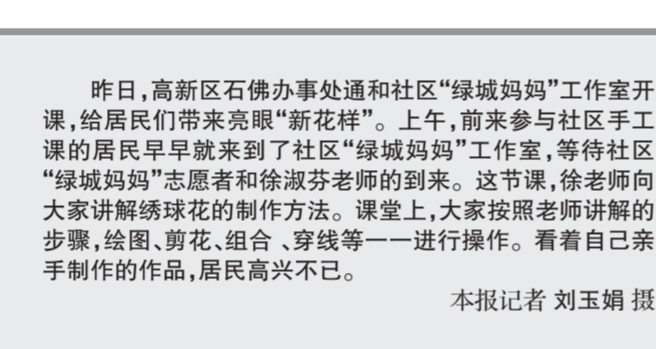 昨日,高新区石佛办事处通和社区“绿城妈妈”工作室开
课,给居民们带来亮眼“新花样”。上午,前来参与社区手工
课的居民早早就来到了社区“绿城妈妈”工作室,等待社区
“绿城妈妈”志愿者和徐淑芬老师的到来。这节课,徐老师向
大家讲解绣球花的制作方法。课堂上,大家按照老师讲解的
步骤,绘图、剪花、组合 、穿线等一一进行操作。看着自己亲
手制作的作品,居民高兴不已。
本报记者 刘玉娟 摄